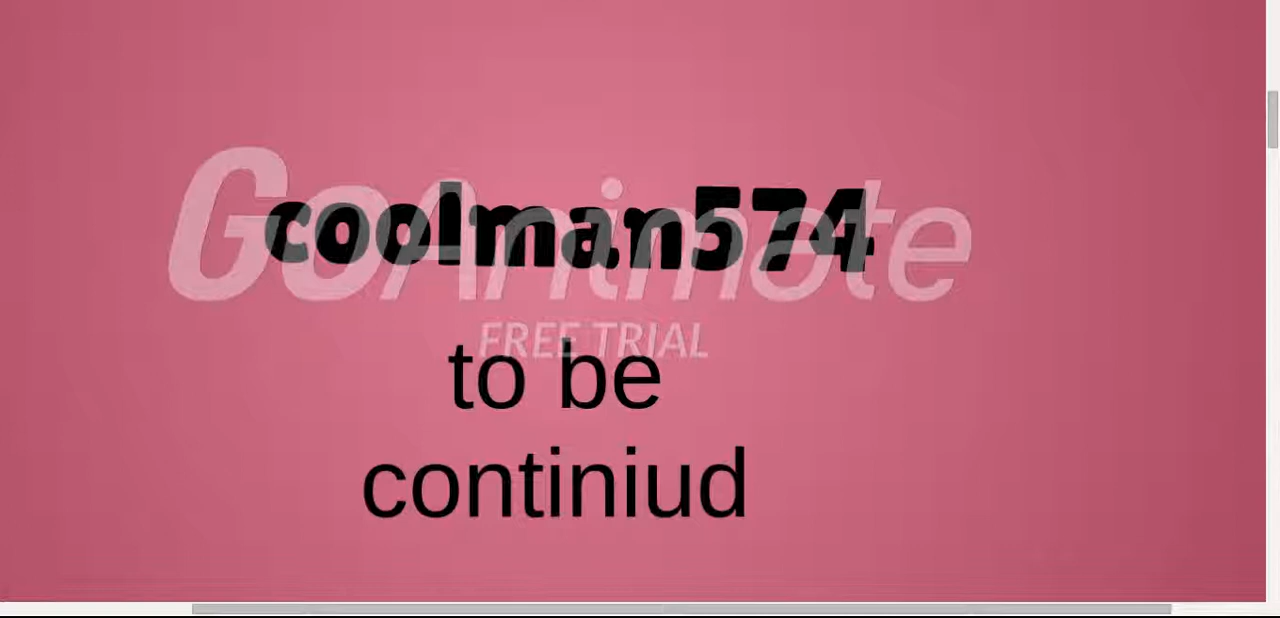 coolman574
GoAnimate
FREE TRIAL
to be
continiud